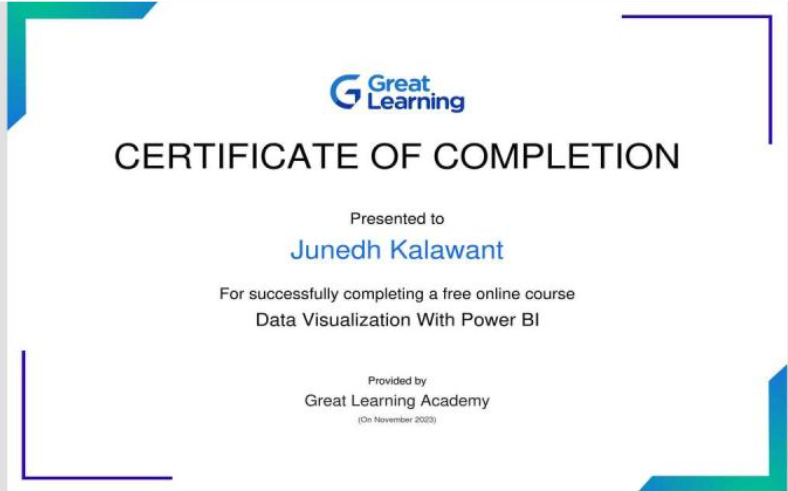 Great
Learning
CERTIFICATE OF COMPLETION
Presented to
Junedh Kalawant
For successfully completing a free online course
Data Visualization With Power BI
Provided by
Great Learning Academy
(On November 2023)